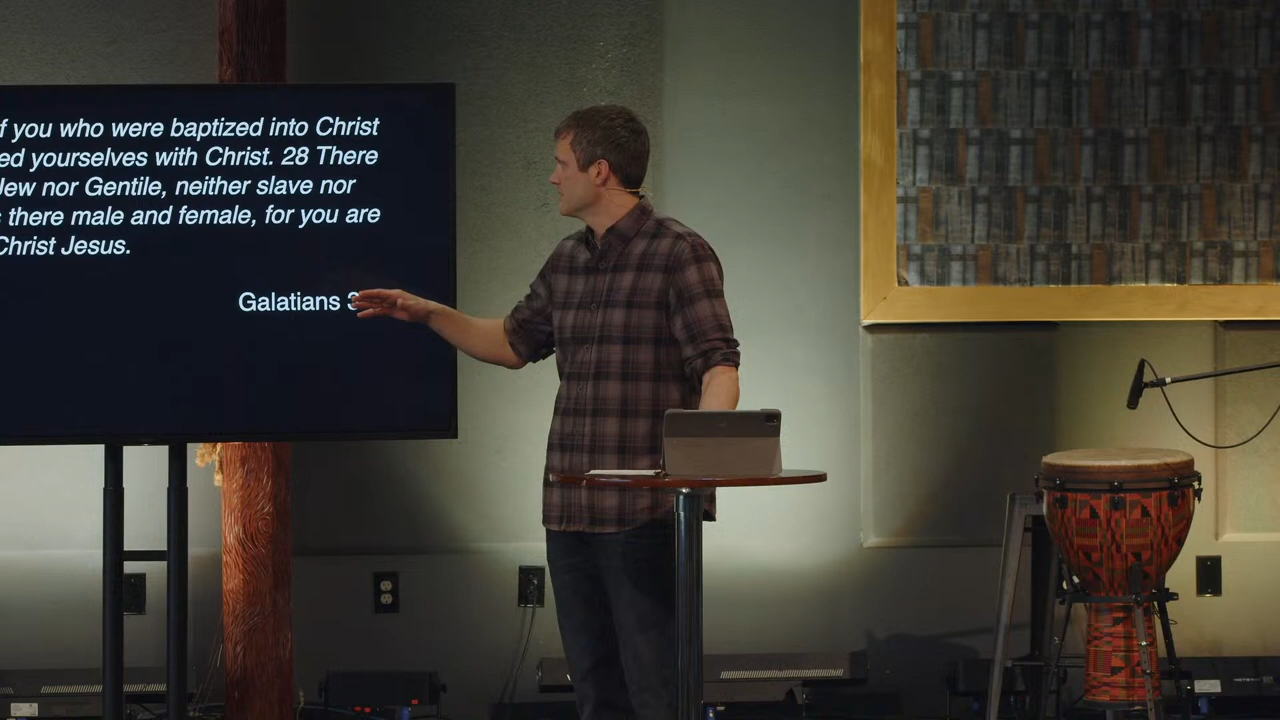 you who were baptized into Christ
yourselves with Christ. 28 There
Jew nor Gentile, neither slave nor
there male and female, for you are
Christ Jesus.
Galatians 3